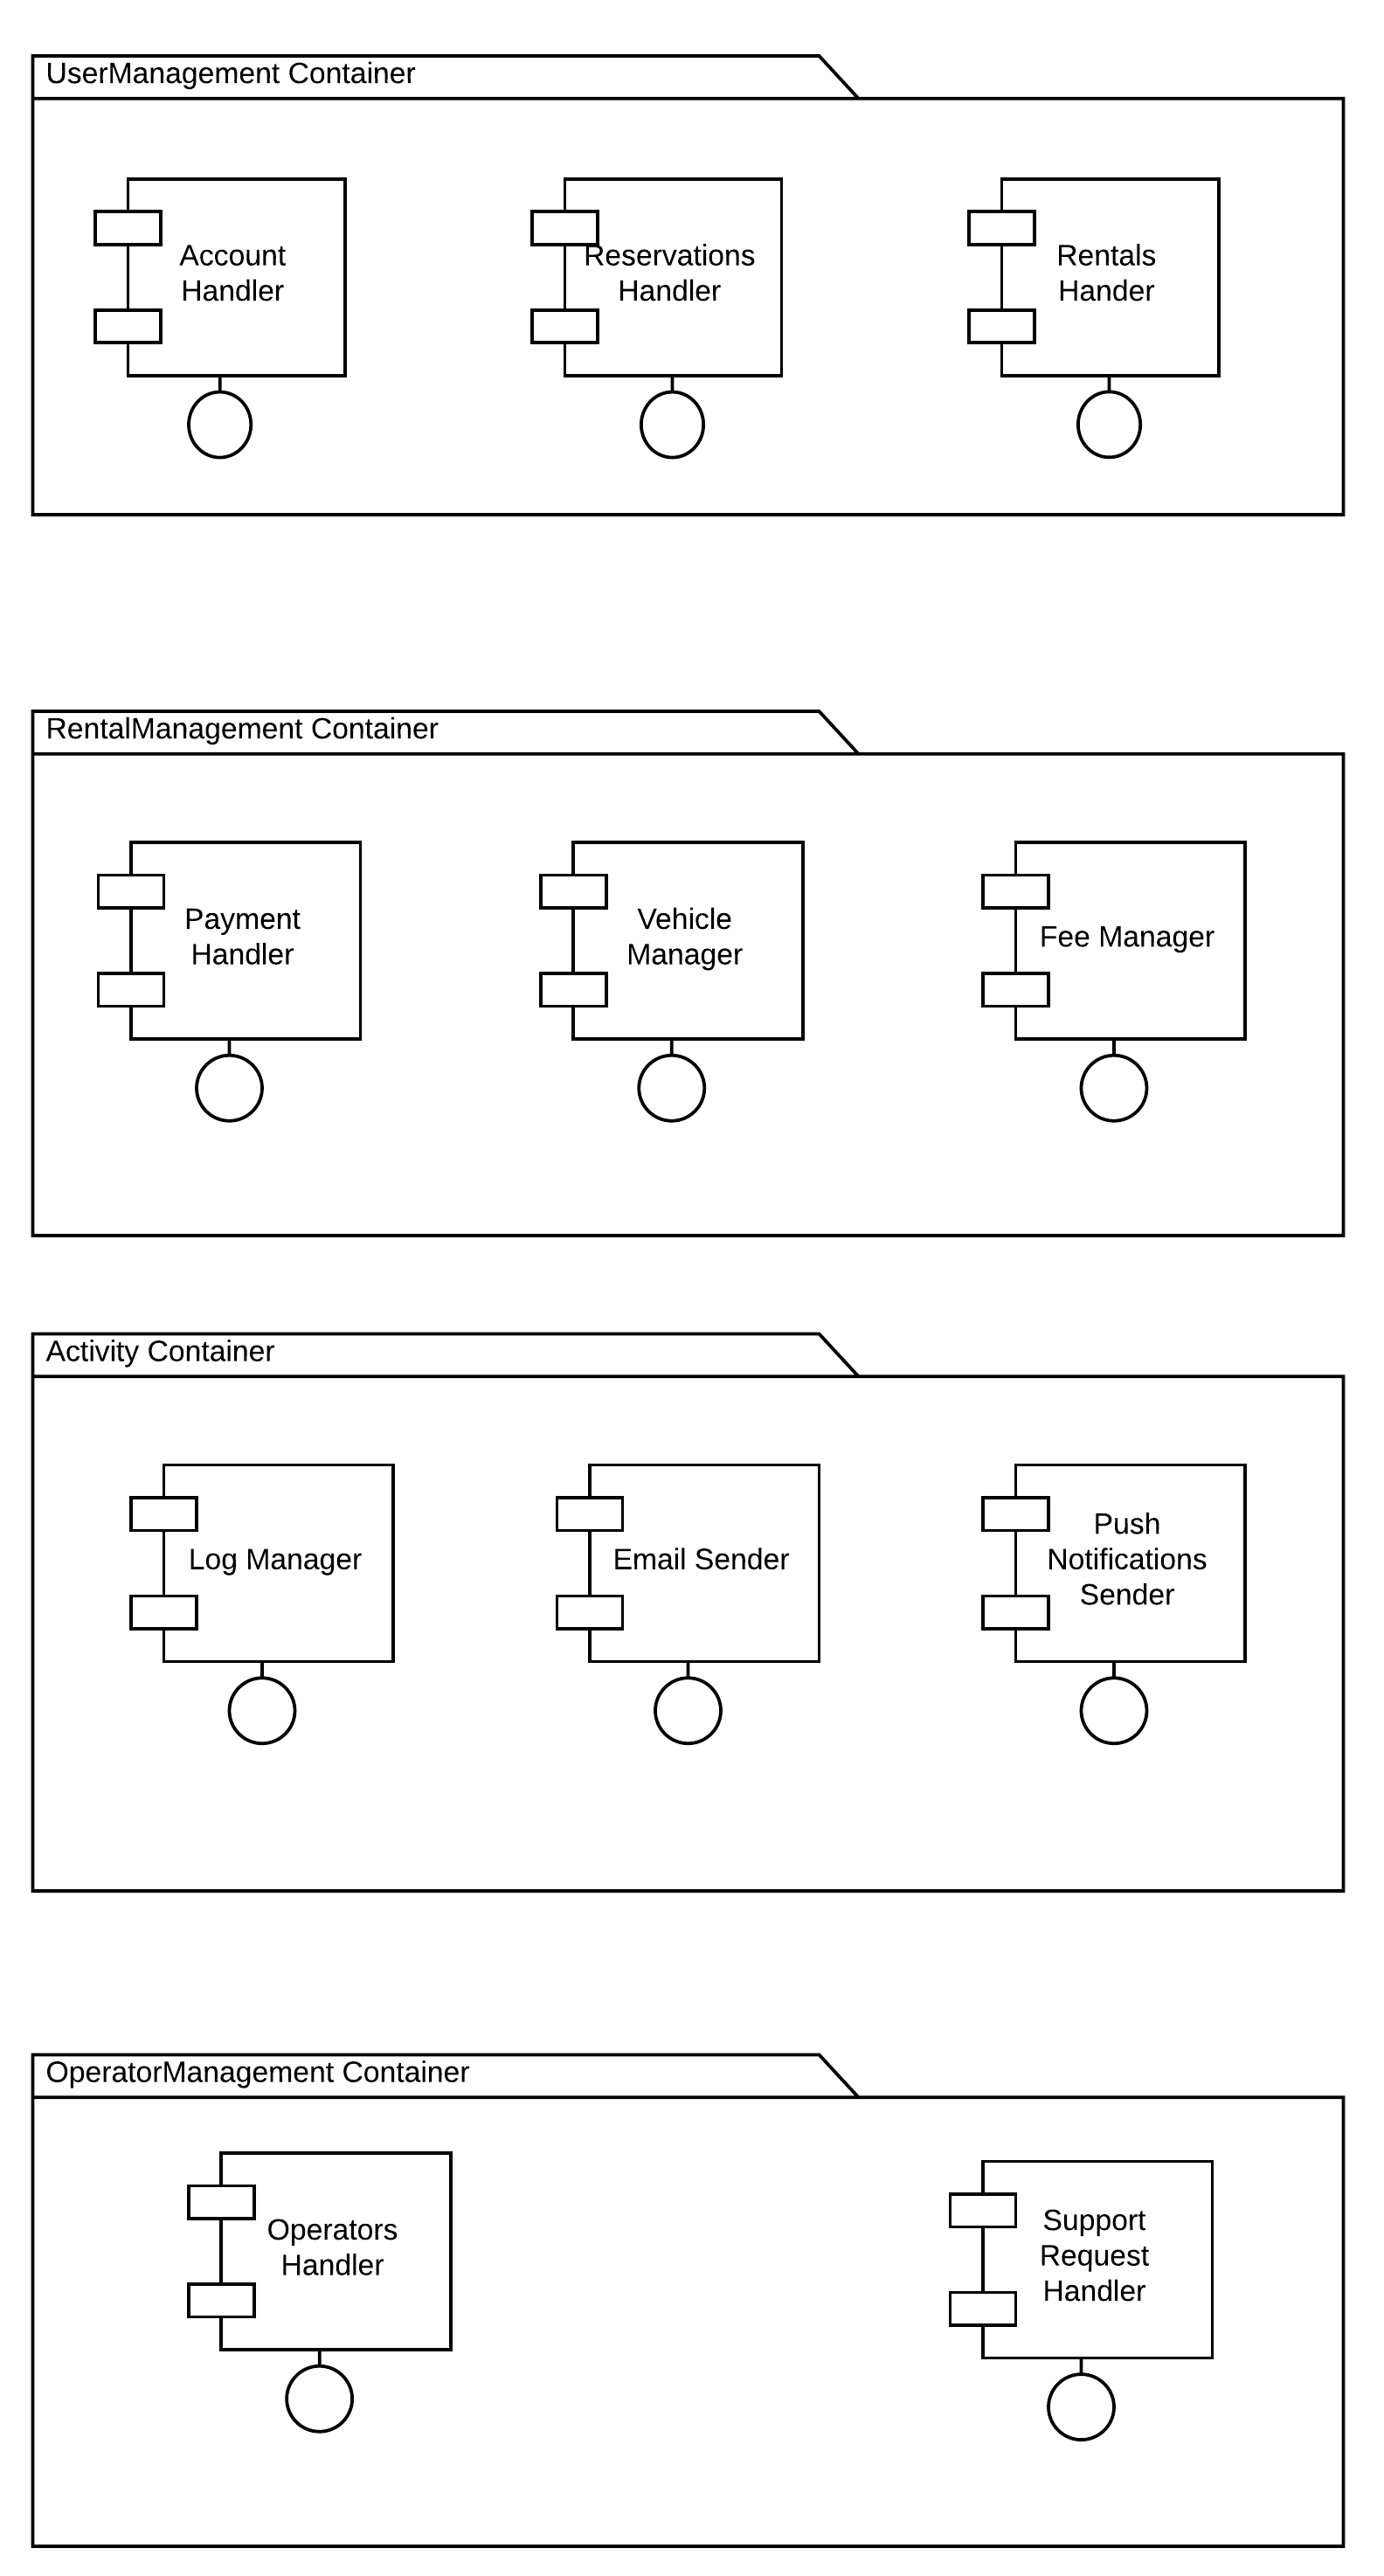 UserManagement Container
Account
Handler
Reservations
Handler
Rentals
Hander
RentalManagement Container
Payment
Handler
Vehicle
Manager
Fee Manager
Activity Container
Log Manager
Email Sender
Push
Notifications
Sender
OperatorManagement Container
Operators
Handler
Support
Request
Handler